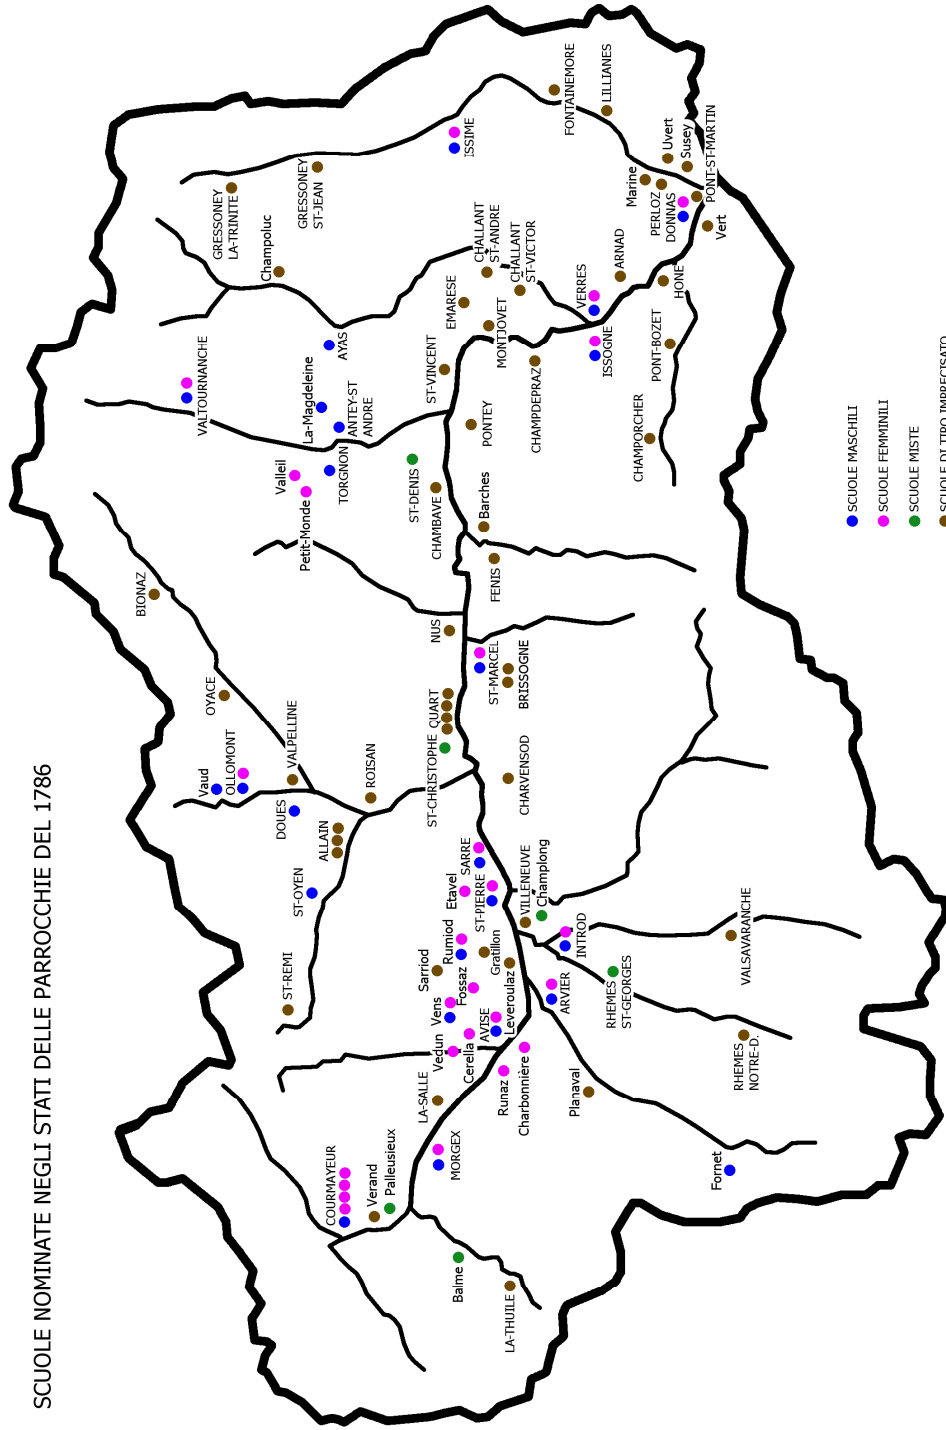 SCUOLE NOMINATE NEGLI STATI DELLE PARROCCHIE DEL 1786
COURMAYEUR
Verand
Palleusieux
Balme
LA-THUILE
MORGEX
LA-SALLE
Runaz
Charbonnière
Vedun
Cerella
Vens
Fossaz
AVISE
Leveroulaz
Planaval
Fornet
ARVIER
RHEMES
ST-GEORGES
RHEMES
NOTRE-D.
VALSAVARANCHE
INTROD
VILLENEUVE
Champlong
Sarriod
Rumiod
Gratillon
Etavel
ST-PIERRE
SARRE
ST-REMI
ST-OYEN
ALLAIN
DOUES
Vaud
OLLOMONT
VALPELLINE
ROISAN
OYACE
BIONAZ
ST-CHRISTOPHE
QUART
CHARVENSOD
NUS
ST-MARCEL
BRISSOGNE
FENIS
Barches
CHAMBAVE
ST-DENIS
Petit-Monde
Valleil
TORGNON
La-Magdeleine
ANTEY-ST
ANDRE
VALTOURNANCHE
AYAS
PONTEY
ST-VINCENT
CHAMPDEPRAZ
MONTJOVET
EMARESE
CHALLANT
ST-ANDRE
CHALLANT
ST-VICTOR
Champoluc
VERRES
ISSOGNE
CHAMPORCHER
PONT-BOZET
HONE
ARNAD
Vert
DONNAS
PERLOZ
Marine
PONT-ST-MARTIN
Susey
Uvert
LILLIANES
FONTAINEMORE
ISSIME
GRESSONEY
ST-JEAN
GRESSONEY
LA-TRINITE
SCUOLE MASCHILI
SCUOLE FEMMINILI
SCUOLE MISTE
SCUOLE DI TIPO IMPRECISATO